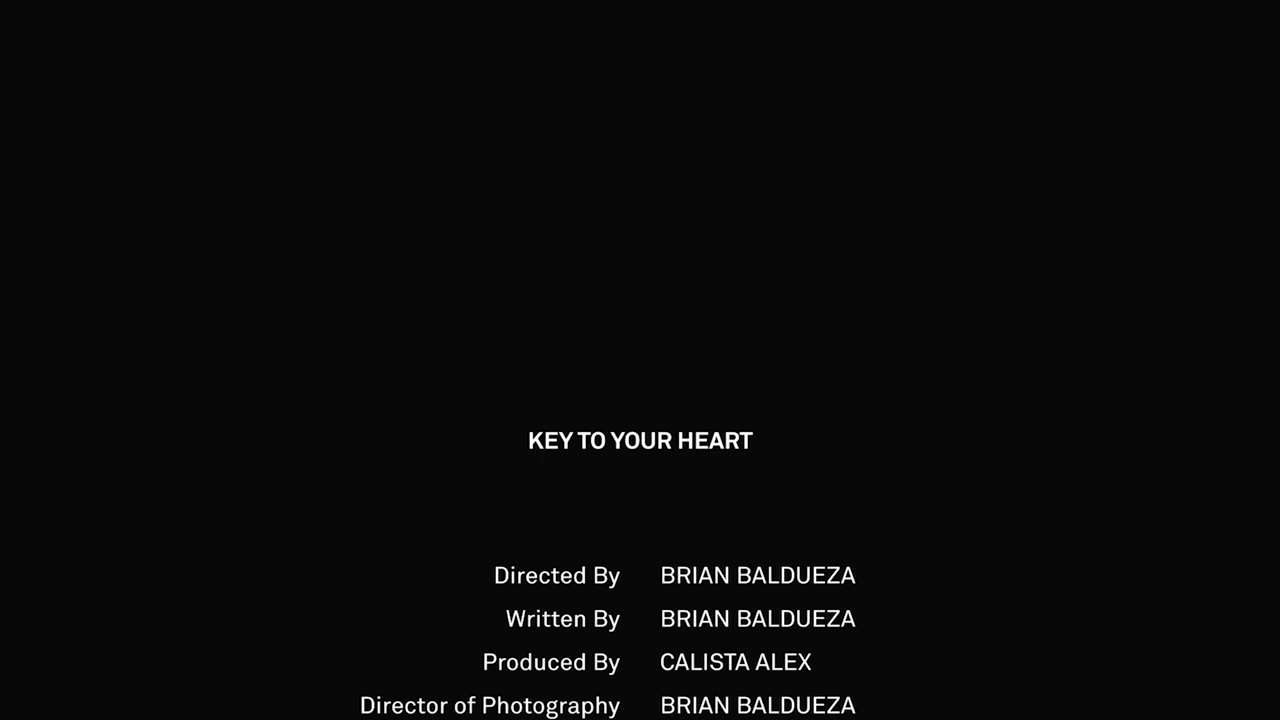 KEY TO YOUR HEART
Directed By BRIAN BALDUEZA
Written By BRIAN BALDUEZA
Produced By CALISTA ALEX
Director of Photography BRIAN BALDUEZA